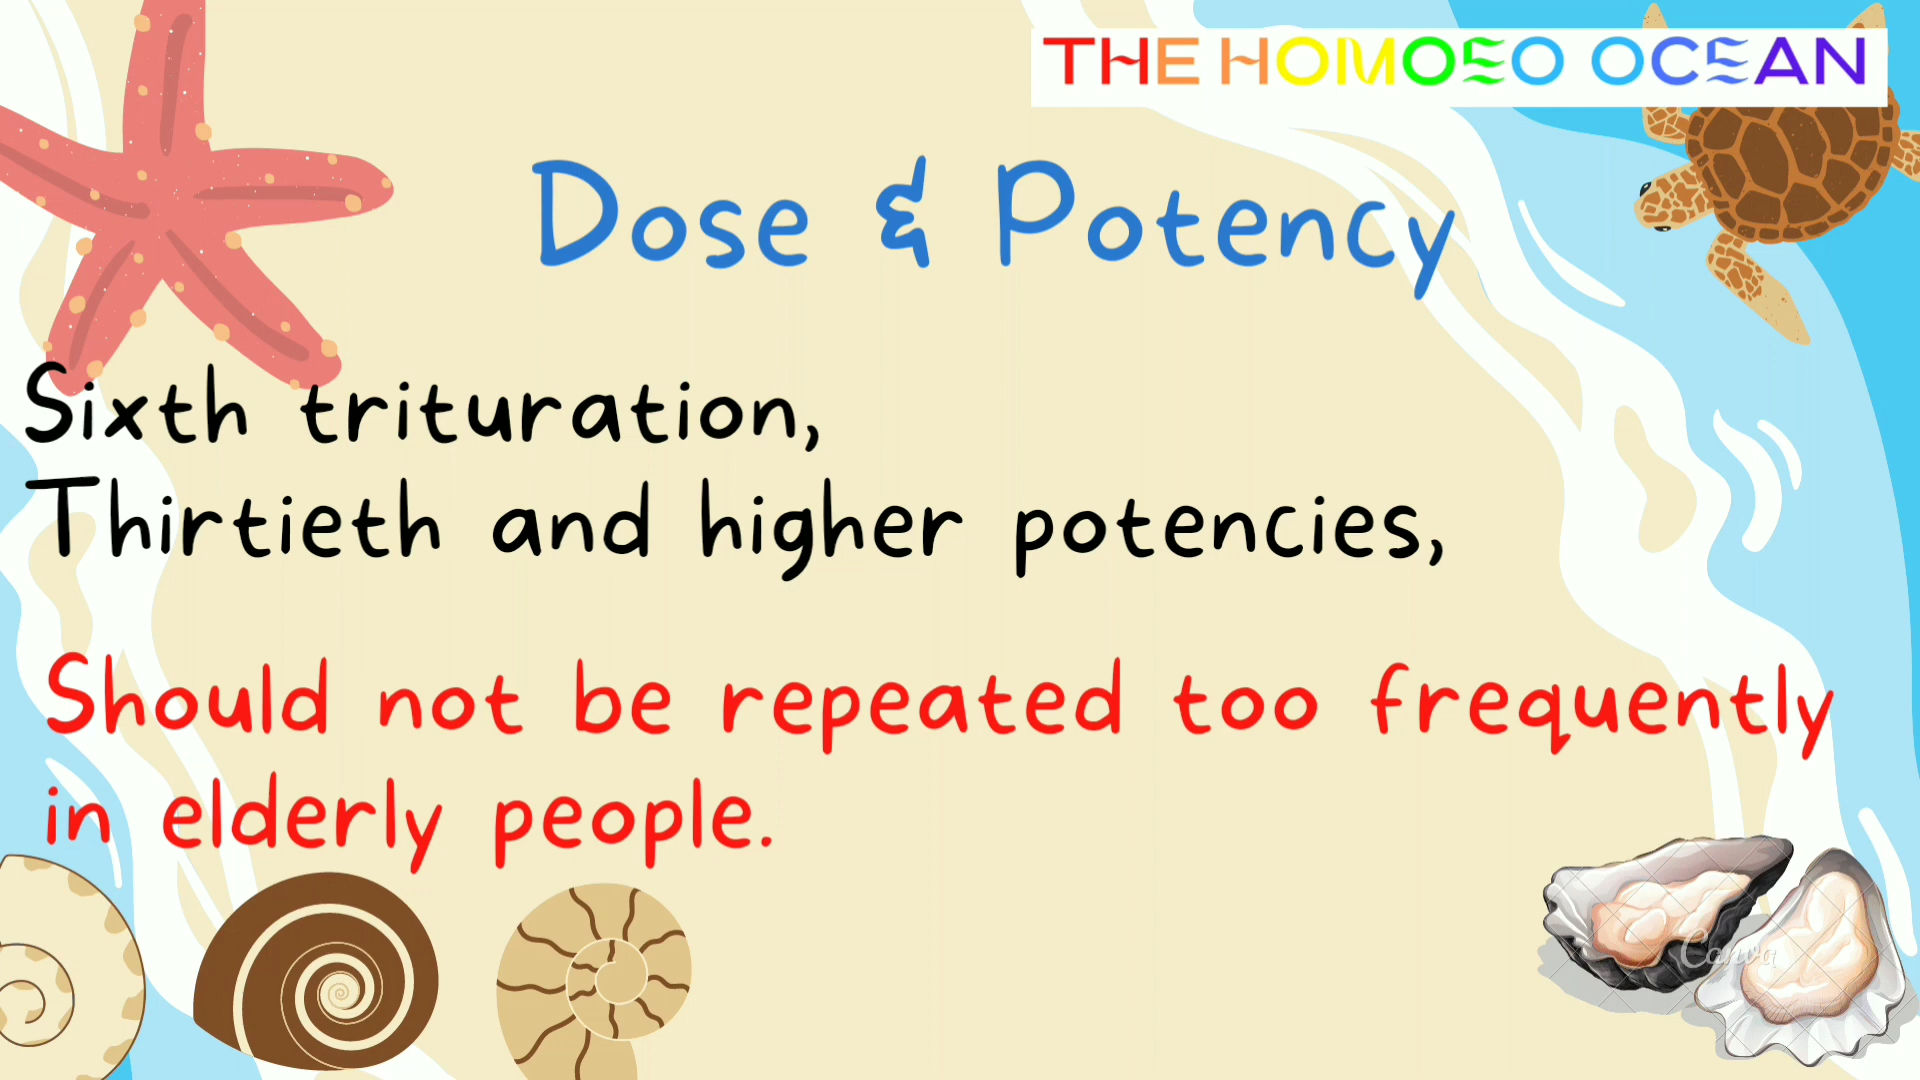 THE HOMOEO OCEAN
Dose & Potency
Sixth trituration,
Thirtieth and higher potencies,
Should not be repeated too frequently
in elderly people.
Canva